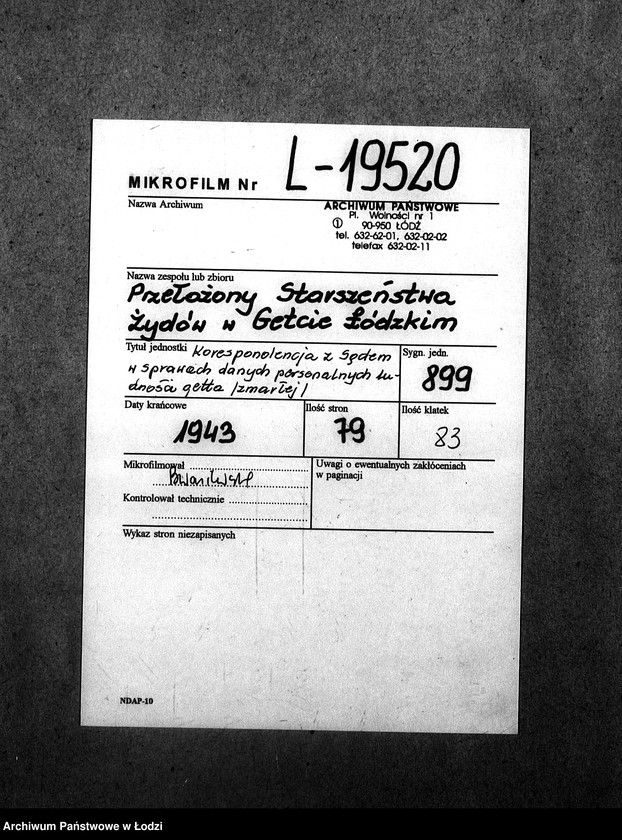 MIKROFILM Nr L-19520
Nazwa Archiwum
ARCHIWUM PAŃSTWOWE
Pl. Wolności nr 1
① 90-950 ŁÓDŹ
tel. 632-62-01, 632-02-02
telefax 632-02-11
Nazwa zespołu lub zbioru
Przełożony Starszeństwa
Żydów w Getcie Łódzkim
Tytuł jednostki Korespondencja z Sądem
w sprawach danych personalnych lu-
dności getta /zmarłej/
Sygn. jedn.
899
Daty krańcowe
1943
Ilość stron
79
Ilość klatek
83
Mikrofilmował
Kontrolował technicznie
Uwagi o ewentualnych zakłóceniach
w paginacji
Wykaz stron niezapisanych
NDAP-10
Archiwum Państwowe w Łodzi